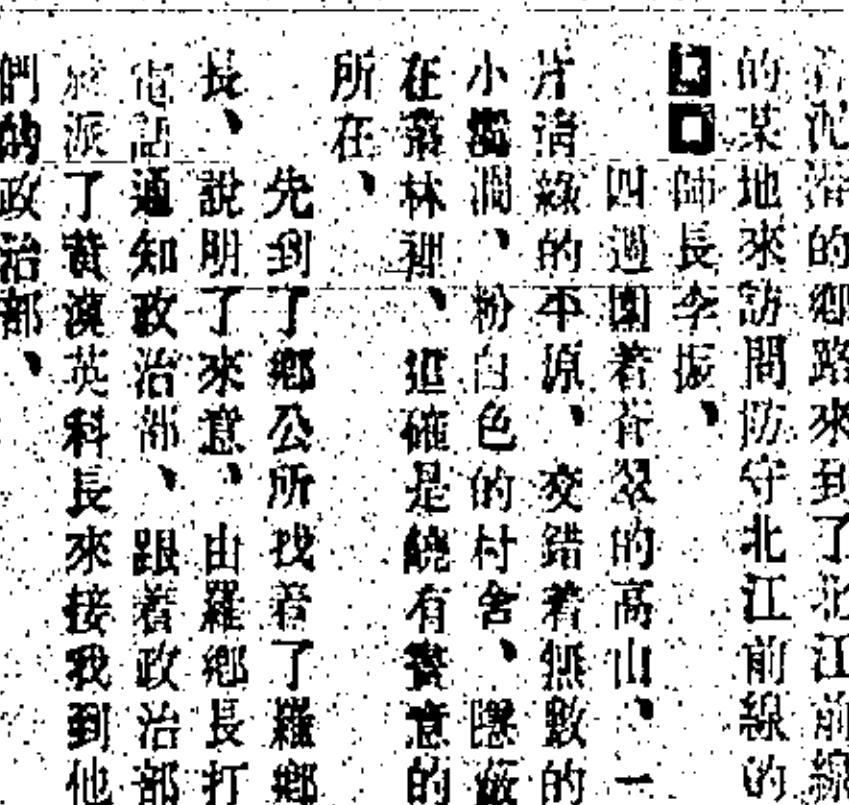 着泥濘的鄉路來到了北江前線
的某地來訪問防守北江前線的
師長李振、
四週圍着蒼翠的高山、一
片清綠的平原、交錯着無數的
小溪澗、粉白色的村舍、隱蔽
在叢林裡、這確是饒有畫意的
所在、
先到了鄉公所找着了羅鄉
長、說明了來意、由羅鄉長打
電話通知政治部、跟着政治部
派了黃漢英科長來接我到他
們的政治部、